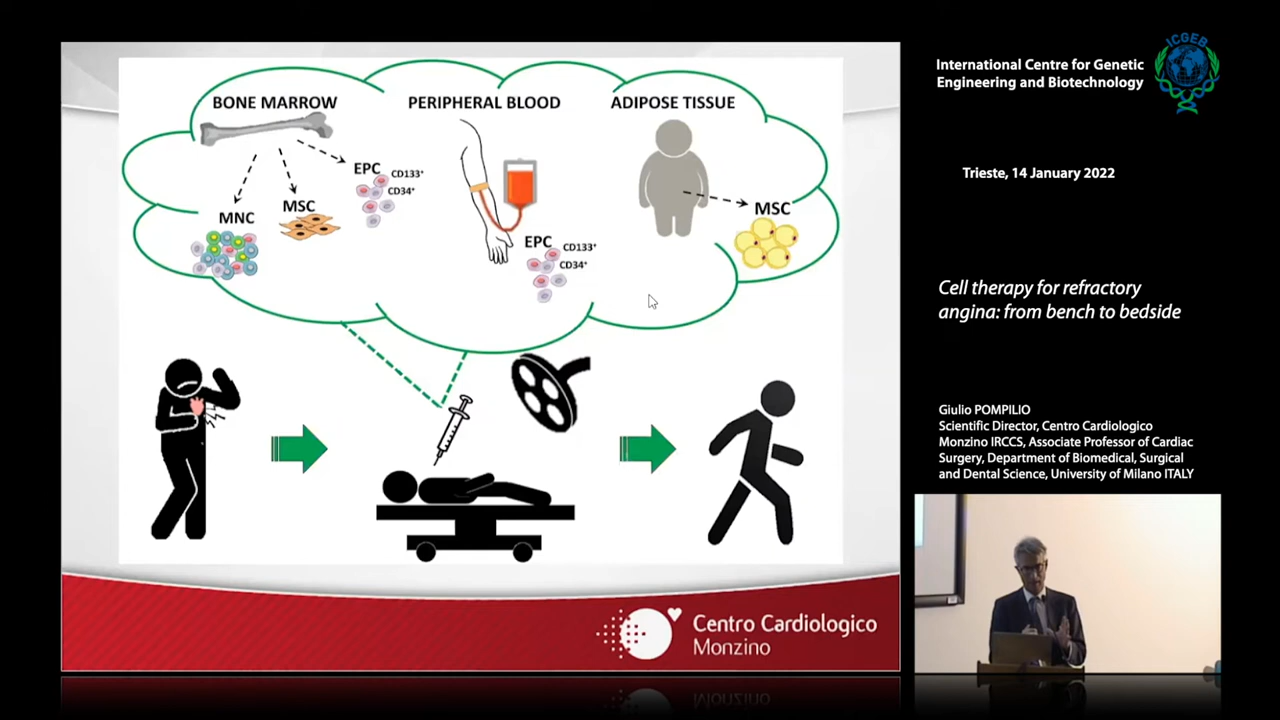 BONE MARROW
PERIPHERAL BLOOD
ADIPOSE TISSUE
EPC
CD133+
CD34+
MNC
MSC
EPC
CD133+
CD34+
MSC
Centro Cardiologico
Monzino
International Centre for Genetic
Engineering and Biotechnology
ICGEB
Trieste, 14 January 2022
Cell therapy for refractory
angina: from bench to bedside
Giulio POMPILIO
Scientific Director, Centro Cardiologico
Monzino IRCCS, Associate Professor of Cardiac
Surgery, Department of Biomedical, Surgical
and Dental Science, University of Milano ITALY